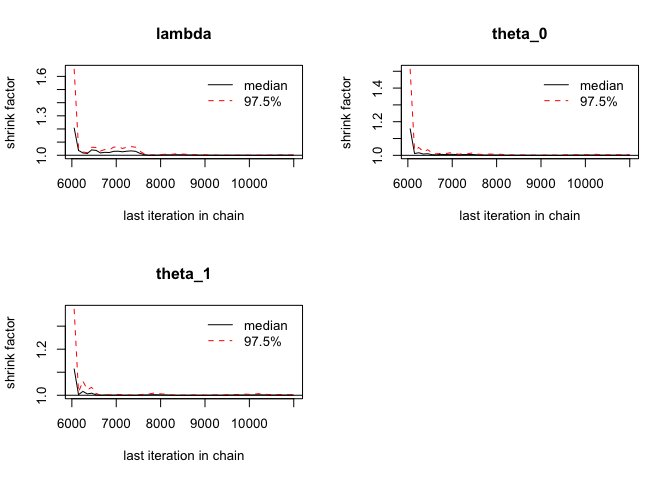 lambda
shrink factor
1.0 1.3 1.6
median
97.5%
6000 7000 8000 9000 10000
last iteration in chain
theta_0
shrink factor
1.0 1.2 1.4
median
97.5%
6000 7000 8000 9000 10000
last iteration in chain
theta_1
shrink factor
1.0 1.2
median
97.5%
6000 7000 8000 9000 10000
last iteration in chain